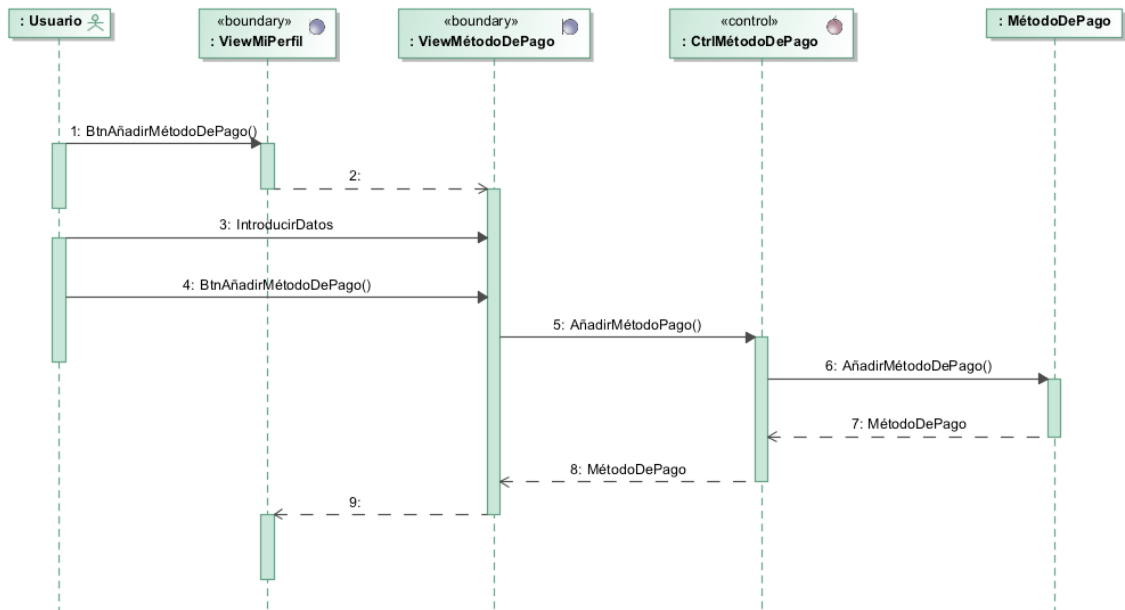 : Usuario
«boundary»
: ViewMiPerfil
«boundary»
: ViewMétodoDePago
«control»
: CtrlMétodoDePago
: MétodoDePago
1: BtnAñadirMétodoDePago()
2:
3: IntroducirDatos
4: BtnAñadirMétodoDePago()
5: AñadirMétodoPago()
6: AñadirMétodoDePago()
7: MétodoDePago
8: MétodoDePago
9: